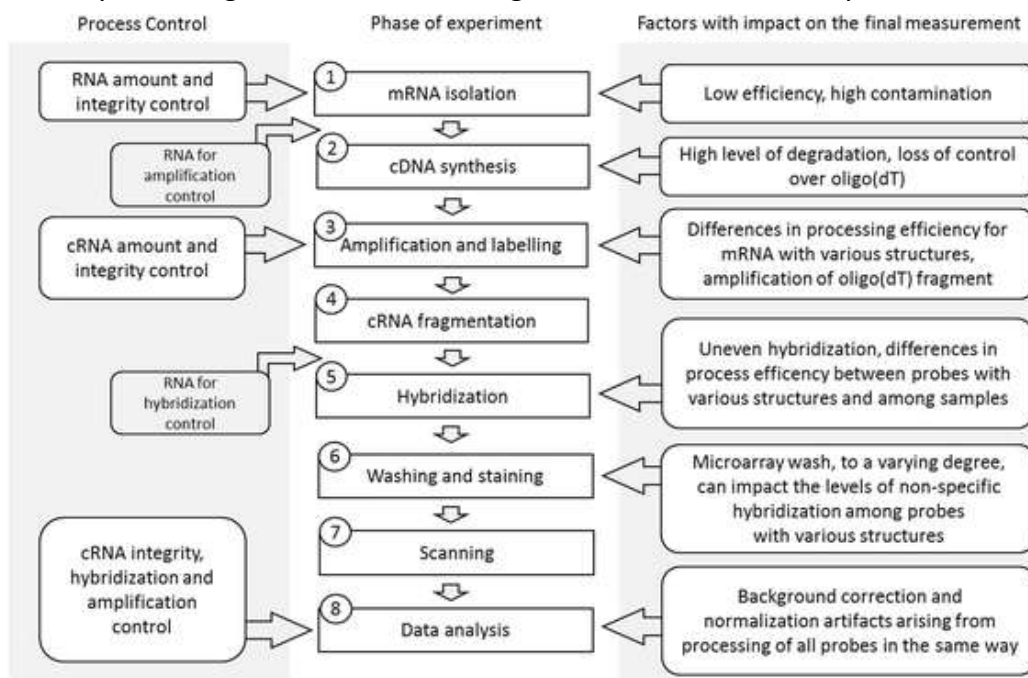 Process Control
Phase of experiment
Factors with impact on the final measurement
RNA amount and
integrity control
1
mRNA isolation
Low efficiency, high contamination
RNA for
amplification
control
2
cDNA synthesis
High level of degradation, loss of control
over oligo(dT)
cRNA amount and
integrity control
3
Amplification and labelling
Differences in processing efficiency for
mRNA with various structures,
amplification of oligo(dT) fragment
4
cRNA fragmentation
RNA for
hybridization
control
5
Hybridization
Uneven hybridization, differences in
process efficency between probes with
various structures and among samples
6
Washing and staining
Microarray wash, to a varying degree,
can impact the levels of non-specific
hybridization among probes
with various structures
7
Scanning
cRNA integrity,
hybridization and
amplification
control
8
Data analysis
Background correction and
normalization artifacts arising from
processing of all probes in the same way